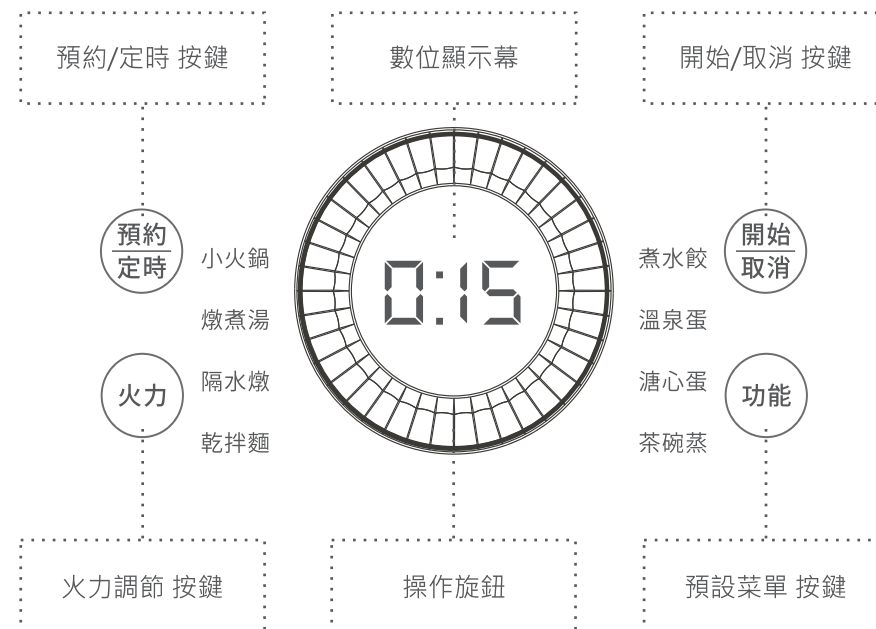 預約/定時 按鍵
數位顯示幕
開始/取消 按鍵
預約
定時
小火鍋
燉煮湯
隔水燉
乾拌麵
火力
0:15
煮水餃
溫泉蛋
溏心蛋
茶碗蒸
開始
取消
功能
火力調節 按鍵
操作旋鈕
預設菜單 按鍵